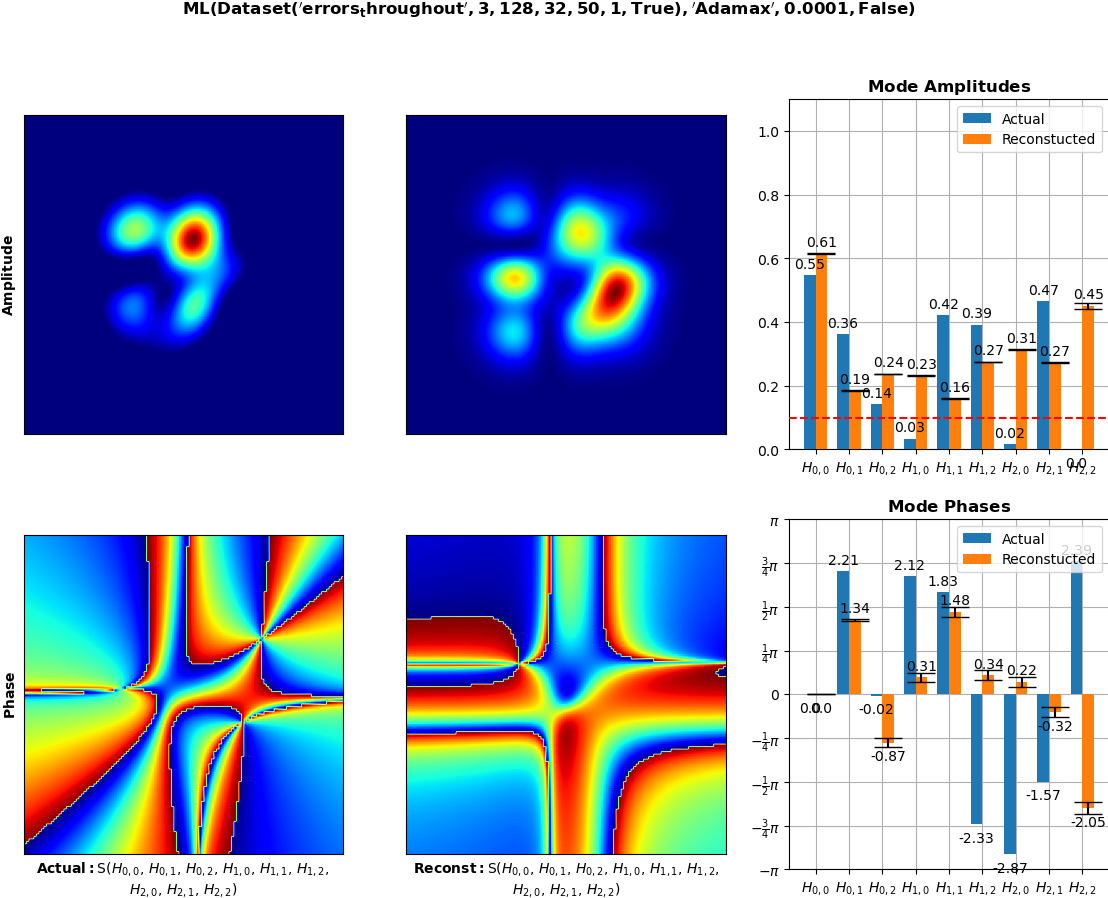 ML(Dataset('errors_throughout', 3, 128, 32, 50, 1, True), 'Adamax', 0.0001, False)
Amplitude
Mode Amplitudes
Actual
Reconstucted
1.0
0.8
0.6
0.4
0.2
0.0
0.55 0.61
0.36 0.19
0.14 0.24
0.03 0.23
0.42 0.16
0.39 0.27
0.02 0.31
0.47 0.27
0.0 0.45
H0,0 H0,1 H0,2 H1,0 H1,1 H1,2 H2,0 H2,1 H2,2
Phase
Actual: S(H0,0, H0,1, H0,2, H1,0, H1,1, H1,2,
H2,0, H2,1, H2,2)
Reconst: S(H0,0, H0,1, H0,2, H1,0, H1,1, H1,2,
H2,0, H2,1, H2,2)
Mode Phases
Actual
Reconstucted
π
3/4π
1/2π
1/4π
0
−1/4π
−1/2π
−3/4π
−π
0.0 0.0
2.21 1.34
-0.02 -0.87
2.12 0.31
1.83 1.48
-2.33 0.34
-2.87 0.22
-1.57 -0.32
2.39 -2.05
H0,0 H0,1 H0,2 H1,0 H1,1 H1,2 H2,0 H2,1 H2,2